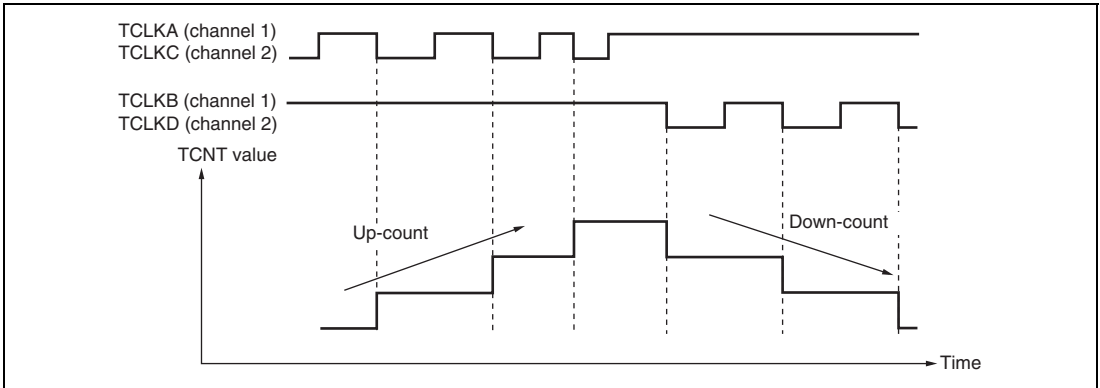 TCLKA (channel 1)
TCLKC (channel 2)
TCLKB (channel 1)
TCLKD (channel 2)
TCNT value
Up-count
Down-count
Time